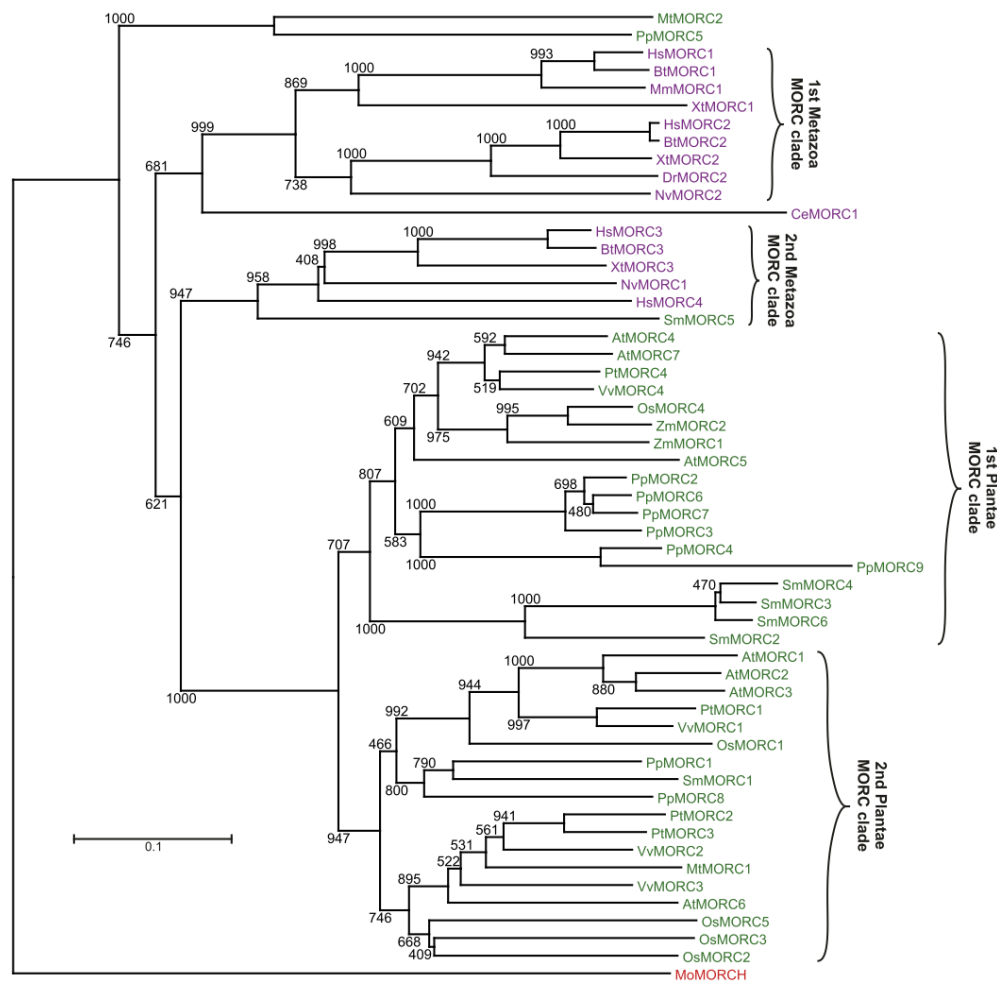 1000
MtMORC2
PpMORC5
HsMORC1
993
BtMORC1
1000
869
MmMORC1
XtMORC1
1st Metazoa
MORC clade
HsMORC2
1000
999
BtMORC2
1000
1000
XtMORC2
681
DrMORC2
738
NvMORC2
CeMORC1
HsMORC3
1000
998
BtMORC3
408
XtMORC3
958
NvMORC1
947
HsMORC4
2nd Metazoa
MORC clade
SmMORC5
746
592
AtMORC4
942
AtMORC7
PtMORC4
519
VvMORC4
702
995
OsMORC4
609
ZmMORC2
975
ZmMORC1
AtMORC5
807
698
PpMORC2
PpMORC6
621
1000
480
PpMORC7
583
PpMORC3
707
PpMORC4
1000
PpMORC9
470
SmMORC4
1000
SmMORC3
SmMORC6
1000
SmMORC2
1st Plantae
MORC clade
1000
AtMORC1
944
AtMORC2
880
AtMORC3
1000
992
PtMORC1
997
VvMORC1
466
OsMORC1
790
PpMORC1
SmMORC1
800
PpMORC8
941
PtMORC2
561
PtMORC3
947
531
VvMORC2
522
MtMORC1
895
VvMORC3
AtMORC6
746
OsMORC5
668
OsMORC3
409
OsMORC2
2nd Plantae
MORC clade
0.1
MoMORCH